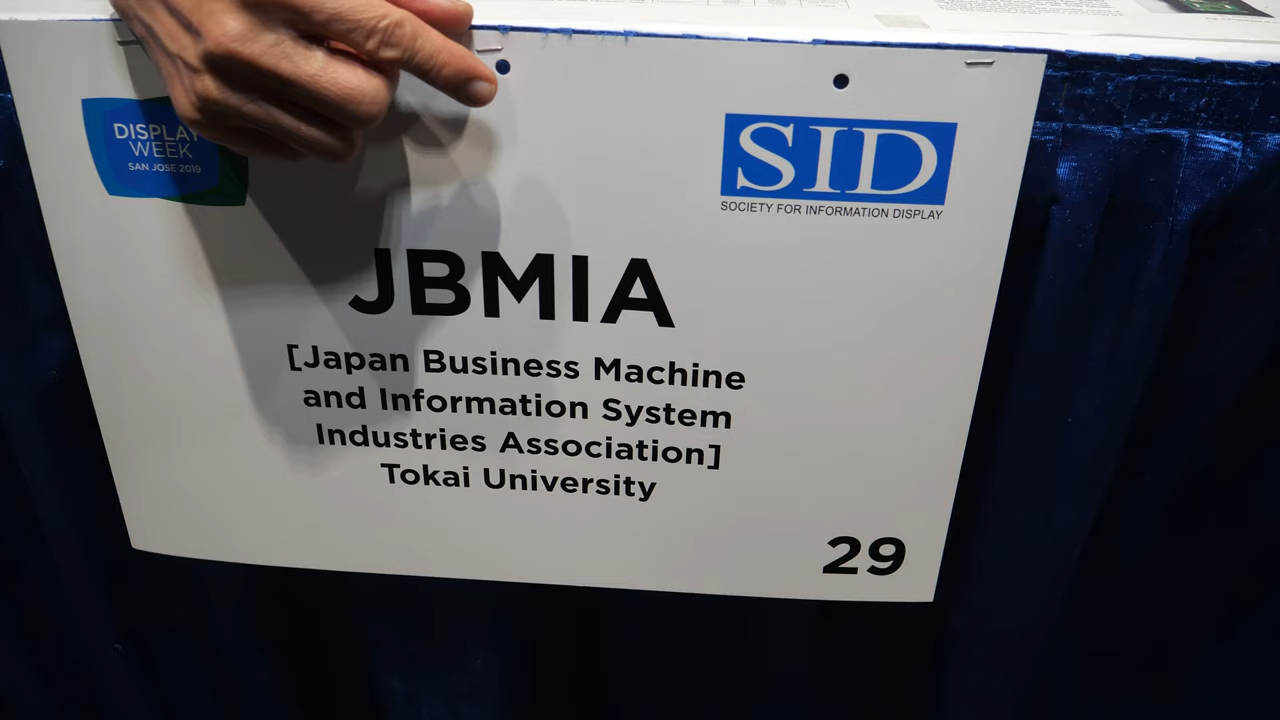 DISPLAY
WEEK
SAN JOSE 2019
SID
SOCIETY FOR INFORMATION DISPLAY
JBMIA
[Japan Business Machine
and Information System
Industries Association]
Tokai University
29